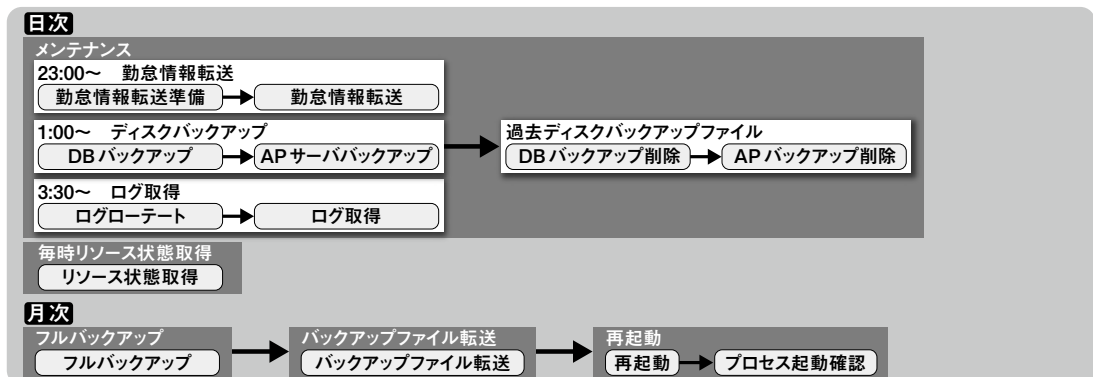 日次
メンテナンス
23:00〜 勤怠情報転送
勤怠情報転送準備 勤怠情報転送
1:00〜 ディスクバックアップ 過去ディスクバックアップファイル
DBバックアップ APサーババックアップ DBバックアップ削除 APバックアップ削除
3:30〜 ログ取得
ログローテート ログ取得
毎時リソース状態取得
リソース状態取得
月次
フルバックアップ バックアップファイル転送 再起動
フルバックアップ バックアップファイル転送 再起動 プロセス起動確認